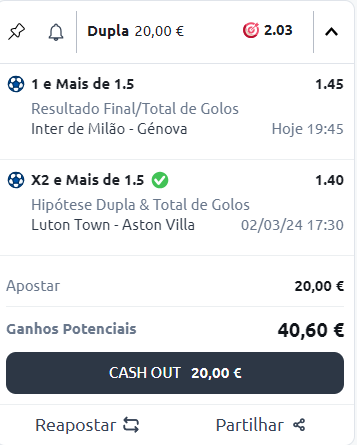 Dupla 20,00 € 2.03
1 e Mais de 1.5 1.45
Resultado Final/Total de Golos
Inter de Milão - Génova Hoje 19:45
X2 e Mais de 1.5 1.40
Hipótese Dupla & Total de Golos
Luton Town - Aston Villa 02/03/24 17:30
Apostar 20,00 €
Ganhos Potenciais 40,60 €
CASH OUT 20,00 €
Reapostar Partilhar